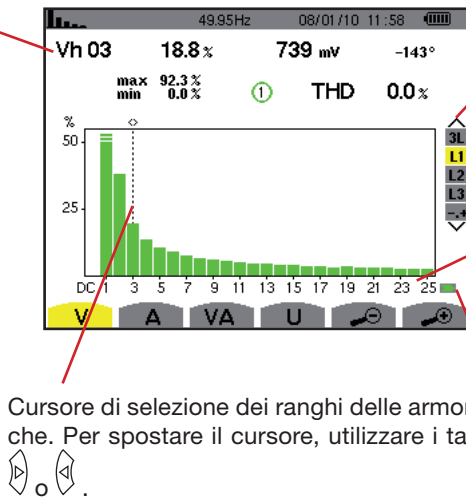 49.95Hz 08/01/10 11:58
Vh 03 18.8 % 739 mV -143°
max 92.3 %
min 0.0 %
1 THD 0.0 %
%
50
25
3L
L1
L2
L3
-.+
DC 1 3 5 7 9 11 13 15 17 19 21 23 25
V A VA U
Cursore di selezione dei ranghi delle
che. Per spostare il cursore, utilizzare i
o .